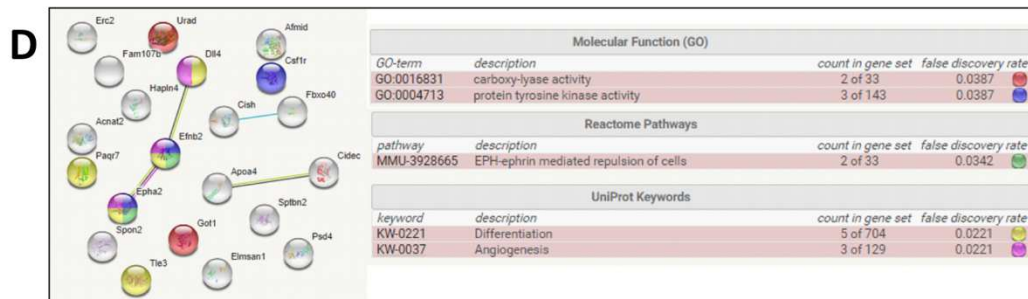 D
Erc2
Urad
Fam107b
Dll4
Afmid
Csf1r
Hapln4
Cish
Fbxo40
Acnat2
Efnb2
Paqr7
Apoa4
Cidec
Epha2
Sptbn2
Spon2
Got1
Psd4
Tle3
Elmsan1
Molecular Function (GO)
GO-term description count in gene set false discovery rate
GO:0016831 carboxy-lyase activity 2 of 33 0.0387
GO:0004713 protein tyrosine kinase activity 3 of 143 0.0387
Reactome Pathways
pathway description count in gene set false discovery rate
MMU-3928665 EPH-ephrin mediated repulsion of cells 2 of 33 0.0342
UniProt Keywords
keyword description count in gene set false discovery rate
KW-0221 Differentiation 5 of 704 0.0221
KW-0037 Angiogenesis 3 of 129 0.0221